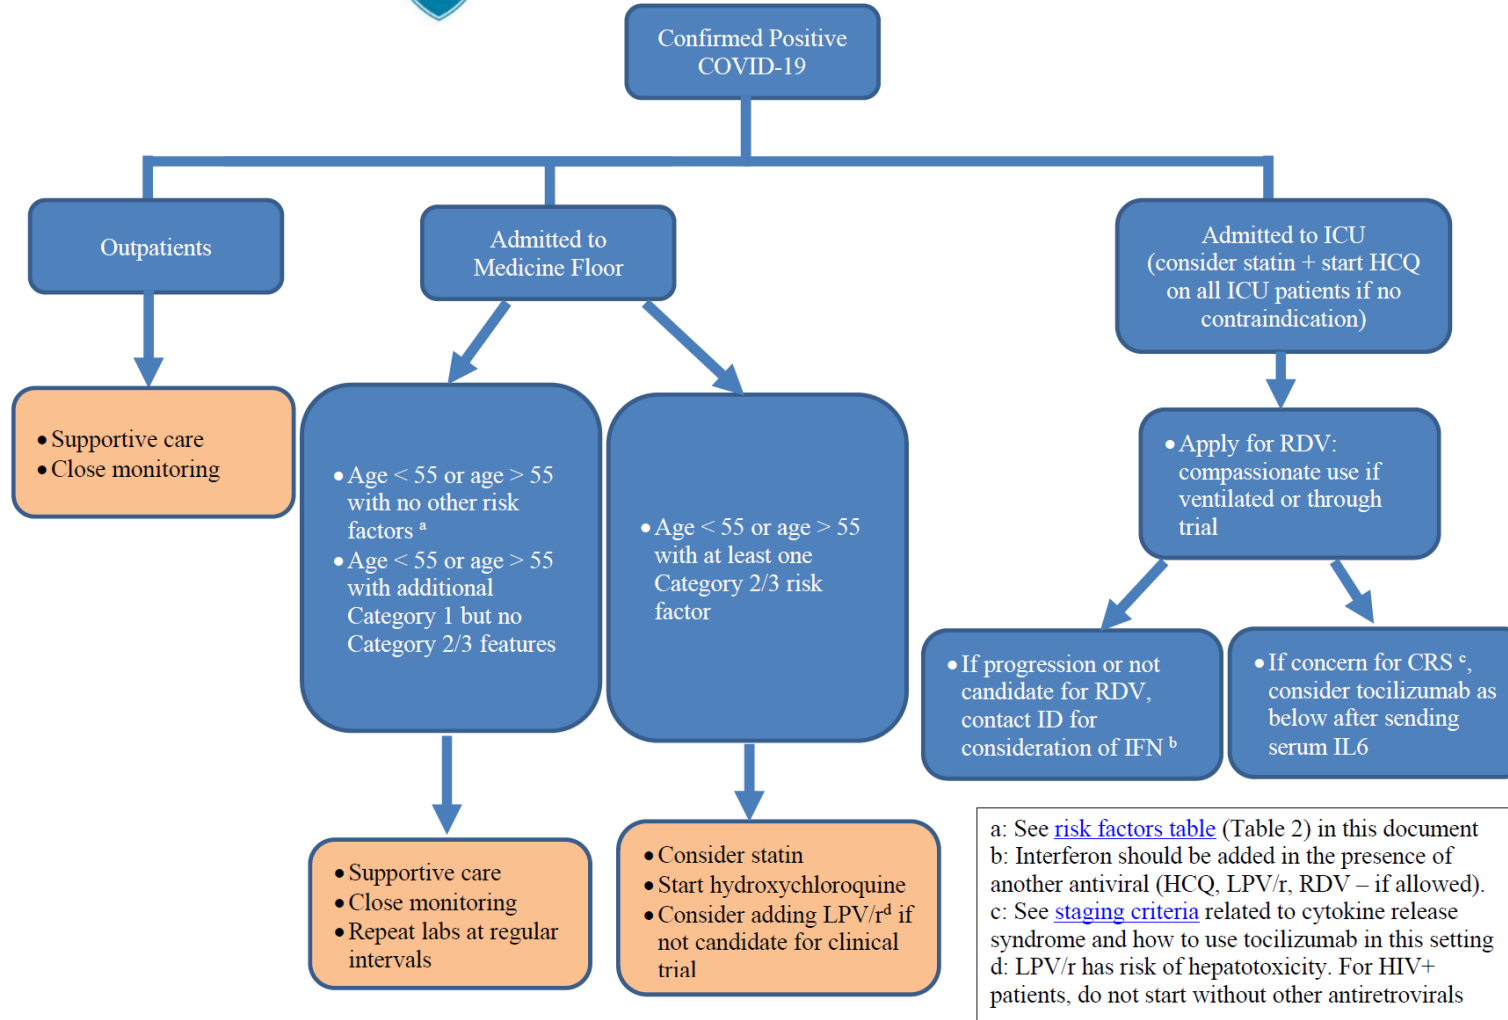 Confirmed Positive
COVID-19
Outpatients
Admitted to
Medicine Floor
Admitted to ICU
(consider statin + start HCQ
on all ICU patients if no
contraindication)
• Supportive care
• Close monitoring
• Age < 55 or age > 55
with no other risk
factors ᵃ
• Age < 55 or age > 55
with additional
Category 1 but no
Category 2/3 features
• Age < 55 or age > 55
with at least one
Category 2/3 risk
factor
• Apply for RDV:
compassionate use if
ventilated or through
trial
• If progression or not
candidate for RDV,
contact ID for
consideration of IFN ᵇ
• If concern for CRS ᶜ,
consider tocilizumab as
below after sending
serum IL6
• Supportive care
• Close monitoring
• Repeat labs at regular
intervals
• Consider statin
• Start hydroxychloroquine
• Consider adding LPV/rᵈ if
not candidate for clinical
trial
a: See risk factors table (Table 2) in this document
b: Interferon should be added in the presence of
another antiviral (HCQ, LPV/r, RDV – if allowed).
c: See staging criteria related to cytokine release
syndrome and how to use tocilizumab in this setting
d: LPV/r has risk of hepatotoxicity. For HIV+
patients, do not start without other antiretrovirals